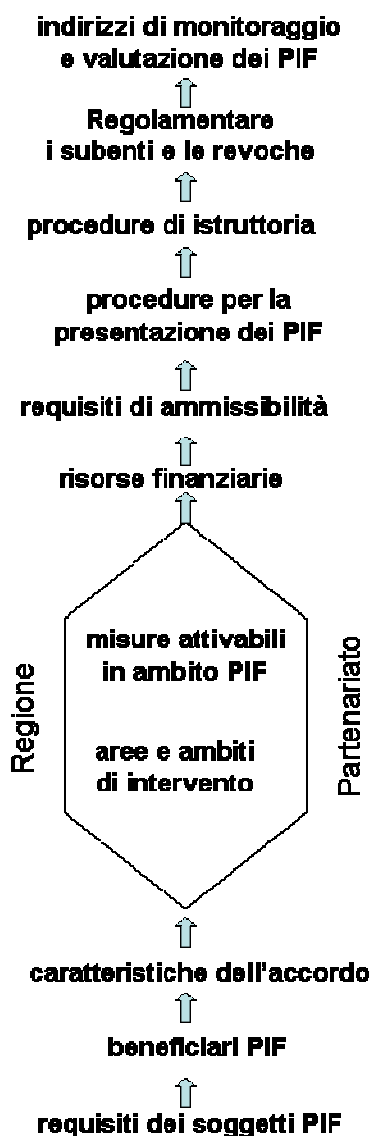 indirizzi di monitoraggio
e valutazione dei PIF
Regolamentare
i subenti e le revoche
procedure di istruttoria
procedure per la
presentazione dei PIF
requisiti di ammissibilità
risorse finanziarie
Regione
misure attivabili
in ambito PIF
aree e ambiti
di intervento
Partenariato
caratteristiche dell'accordo
beneficiari PIF
requisiti dei soggetti PIF